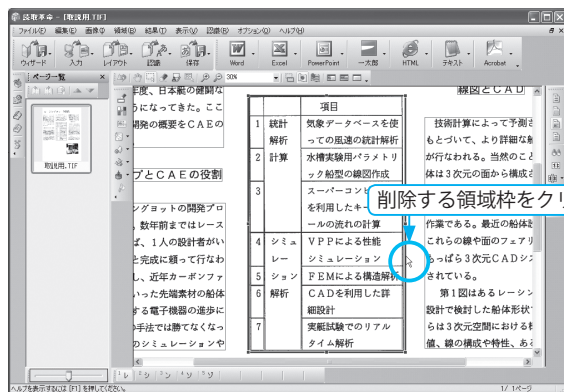 読取革命 - [取説用.TIF]
ファイル(F) 編集(E) 画像(I) 領域(R) 結果(T) 表示(V) 認識(B) オプション(O) ヘルプ(H)
ウィザード 入力 レイアウト 認識 保存 Word Excel PowerPoint 一太郎 HTML テキスト Acrobat
ページ一覧
30%
取説用.TIF
年度、日本艇の健闘な
うになってきた。ここ
開発の概要をＣＡＥの
プとＣＡＥの役割
ングヨットの開発プロ
、数年前まではレース
ば、１人の設計者がい
と完成に頼って行なわ
し、近年カーボンファ
いった先端素材の船体
する電子機器の進歩に
の手法では勝てなくなっ
のシミュレーションや
項目
1 統計 気象データベースを使
解析 っての風速の統計解析
2 計算 水槽実験用パラメトリ
ック船型の線図作成
3 スーパーコンピ
を利用したキー
ールの流れの計算
4 シミュ ＶＰＰによる性能
レー シミュレーション
5 ション ＦＥＭによる構造解析
6 解析 ＣＡＤを利用した詳
細設計
7 実艇試験でのリアル
タイム解析
線図とＣＡＤ
技術計算によって予測さ
もとづいて、より詳細な船
が行なわれる。当然のこと
体は３次元の面から構成さ
削除する領域枠をクリ
作業である。最近の船体設
これらの線や面のフェアリ
もっぱら３次元ＣＡＤシス
されている。
第１図はあるレーシン
設計で検討した船体形状
らは３次元空間における
値、線の構成や特性、ある
1 2 3 4 5
ヘルプを表示するには [F1] を押してください。
1/ 1ページ